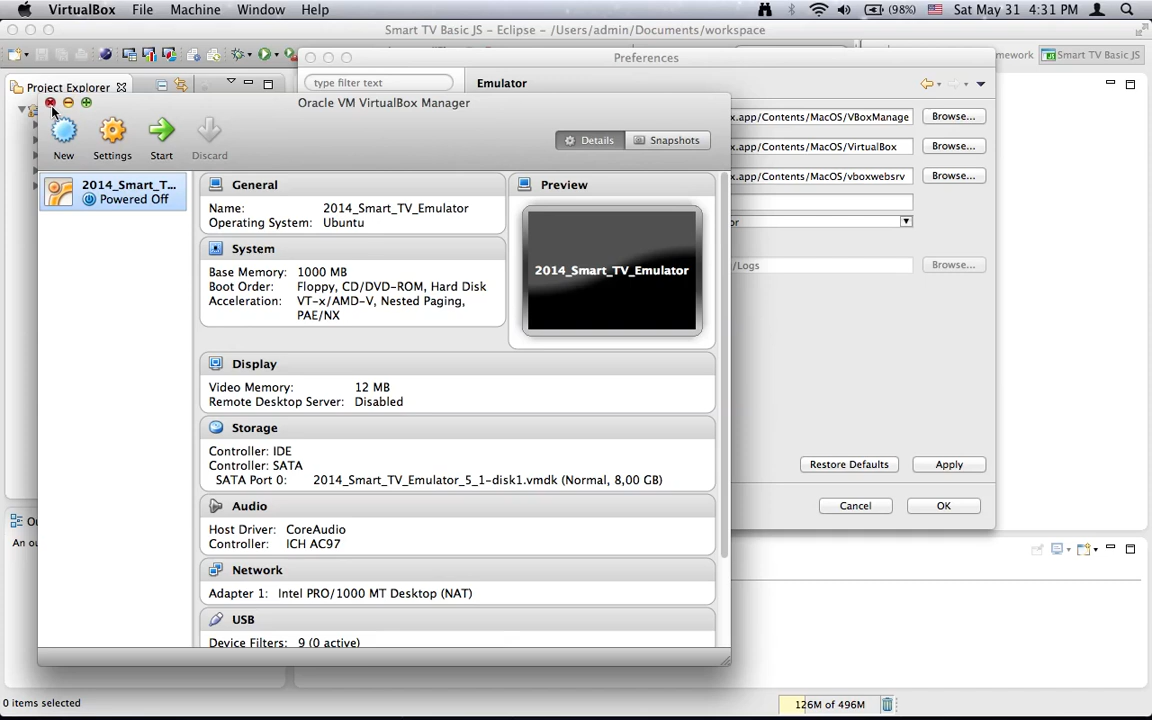 VirtualBox File Machine Window Help (98%) Sat May 31 4:31 PM
Smart TV Basic JS - Eclipse - /Users/admin/Documents/workspace
Preferences
Smart TV Basic JS
type filter text
Emulator
Project Explorer
Oracle VM VirtualBox Manager
x.app/Contents/MacOS/VBoxManage Browse...
New Settings Start Discard
Details Snapshots
x.app/Contents/MacOS/VirtualBox Browse...
x.app/Contents/MacOS/vboxwebsrv Browse...
2014_Smart_T...
Powered Off
General
Name: 2014_Smart_TV_Emulator
Operating System: Ubuntu
Preview
2014_Smart_TV_Emulator
or
/Logs Browse...
System
Base Memory: 1000 MB
Boot Order: Floppy, CD/DVD-ROM, Hard Disk
Acceleration: VT-x/AMD-V, Nested Paging,
PAE/NX
Display
Video Memory: 12 MB
Remote Desktop Server: Disabled
Storage
Controller: IDE
Controller: SATA
SATA Port 0: 2014_Smart_TV_Emulator_5_1-disk1.vmdk (Normal, 8,00 GB)
Restore Defaults Apply
Cancel OK
Audio
Host Driver: CoreAudio
Controller: ICH AC97
Network
Adapter 1: Intel PRO/1000 MT Desktop (NAT)
USB
Device Filters: 9 (0 active)
Ou
An ou
0 items selected
126M of 496M